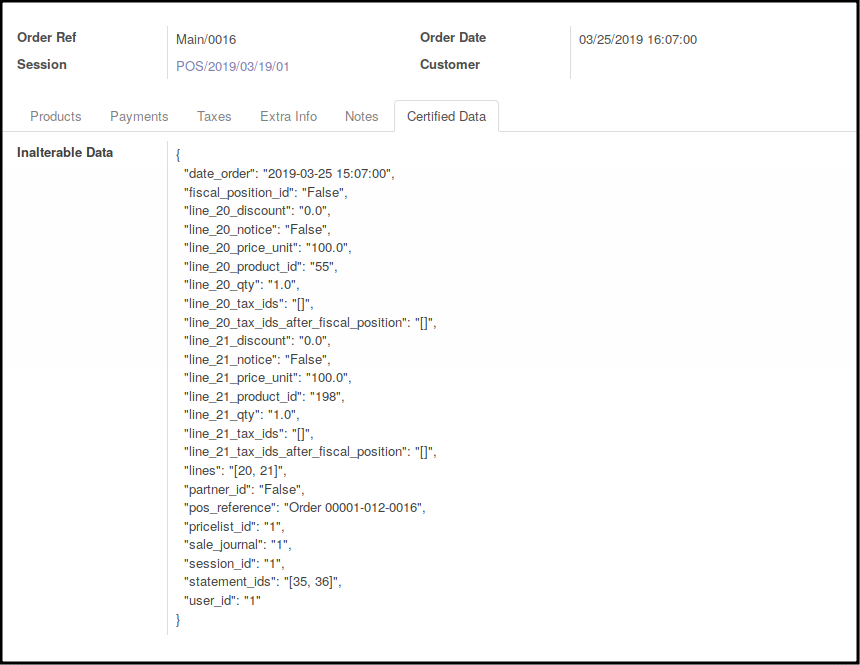 Order Ref Main/0016 Order Date 03/25/2019 16:07:00
Session POS/2019/03/19/01 Customer
Products Payments Taxes Extra Info Notes Certified Data
Inalterable Data {
"date_order": "2019-03-25 15:07:00",
"fiscal_position_id": "False",
"line_20_discount": "0.0",
"line_20_notice": "False",
"line_20_price_unit": "100.0",
"line_20_product_id": "55",
"line_20_qty": "1.0",
"line_20_tax_ids": "[]",
"line_20_tax_ids_after_fiscal_position": "[]",
"line_21_discount": "0.0",
"line_21_notice": "False",
"line_21_price_unit": "100.0",
"line_21_product_id": "198",
"line_21_qty": "1.0",
"line_21_tax_ids": "[]",
"line_21_tax_ids_after_fiscal_position": "[]",
"lines": "[20, 21]",
"partner_id": "False",
"pos_reference": "Order 00001-012-0016",
"pricelist_id": "1",
"sale_journal": "1",
"session_id": "1",
"statement_ids": "[35, 36]",
"user_id": "1"
}